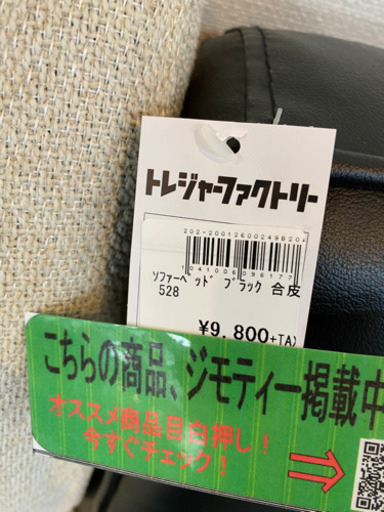 トレジャーファクトリー
202-20012600249820
1041006096177
ソファーベッド ブラック 合皮
528
¥9,800+TAX
こちらの商品、ジモティー掲載中
オススメ商品目白押し!
今すぐチェック!